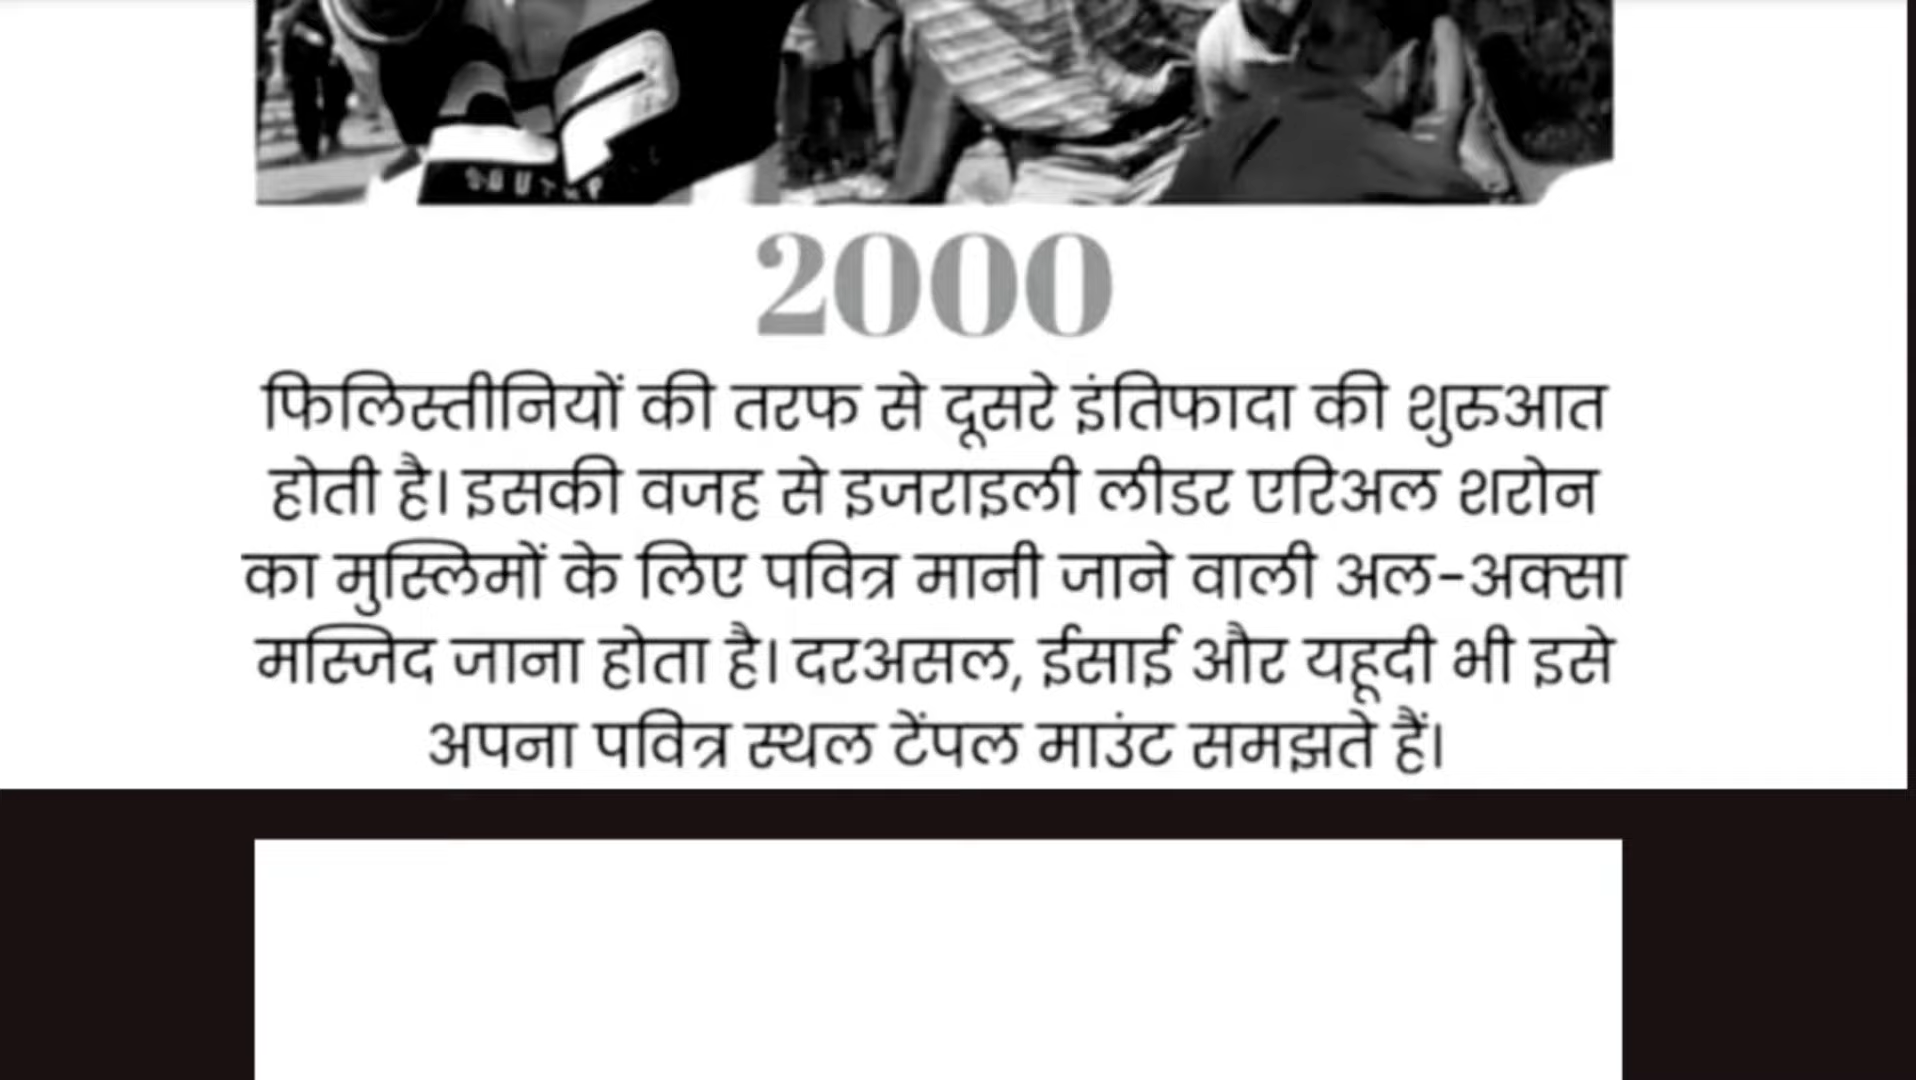 2000
फिलिस्तीनियों की तरफ से दूसरे इंतिफादा की शुरुआत
होती है। इसकी वजह से इजराइली लीडर एरिअल शरोन
का मुस्लिमों के लिए पवित्र मानी जाने वाली अल-अक्सा
मस्जिद जाना होता है। दरअसल, ईसाई और यहूदी भी इसे
अपना पवित्र स्थल टेंपल माउंट समझते हैं।